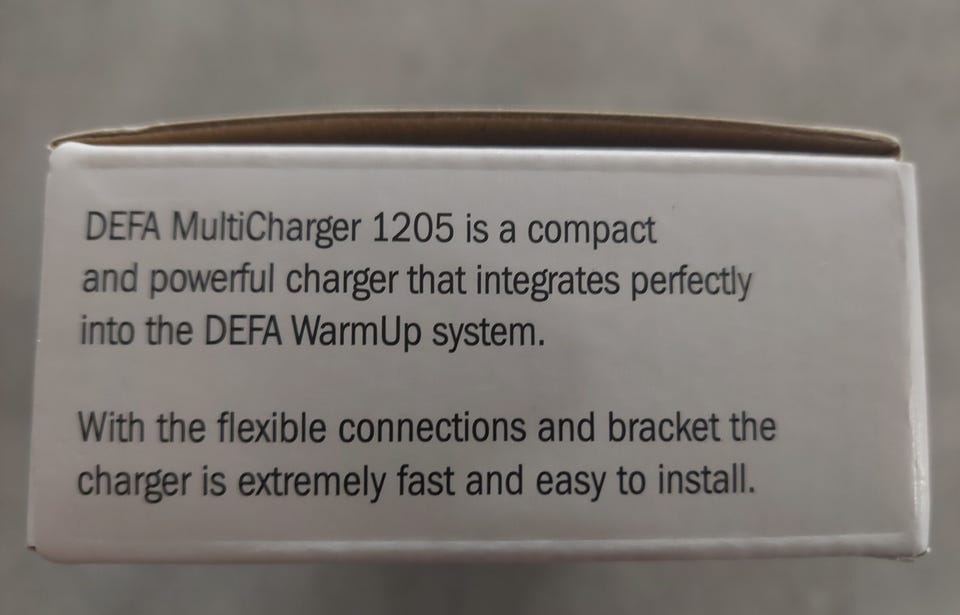 DEFA MultiCharger 1205 is a compact
and powerful charger that integrates perfectly
into the DEFA WarmUp system.
With the flexible connections and bracket the
charger is extremely fast and easy to install.